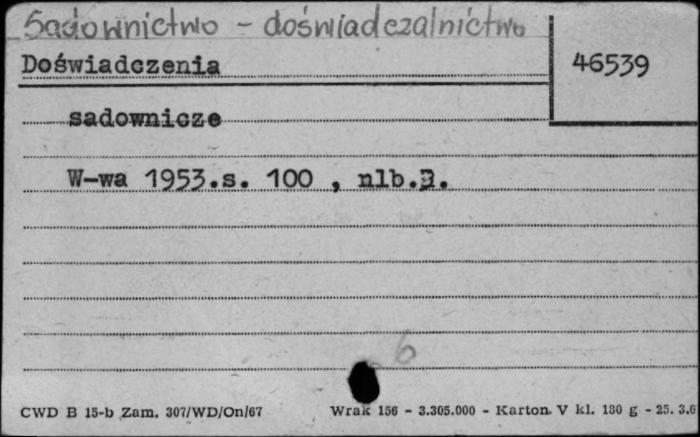 Sadownictwo - doświadczalnictwo
Doświadczenia
46539
sadownicze
W-wa 1953.s. 100 , nlb.3.
6
CWD B 15-b Zam. 307/WD/On/67
Wrak 156 - 3.305.000 - Karton. V kl. 180 g - 25. 3.6